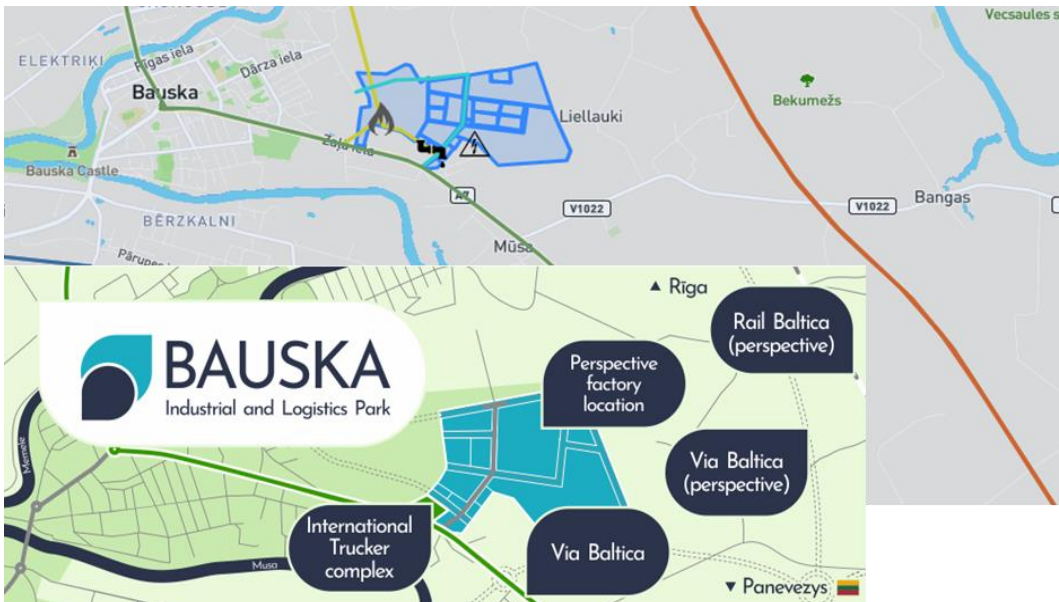 Vecsaules s
ELEKTRIĶI
Rīgas iela
Dārza iela
Bauska
Bekumežs
Liellauki
Zaļā iela
Bauska Castle
A7
V1022
V1022
Bangas
BĒRZKALNI
Mūsa
Pārupes
Rīga
BAUSKA
Industrial and Logistics Park
Rail Baltica
(perspective)
Perspective
factory
location
Via Baltica
(perspective)
Memele
International
Trucker
complex
Via Baltica
Musa
Panevezys